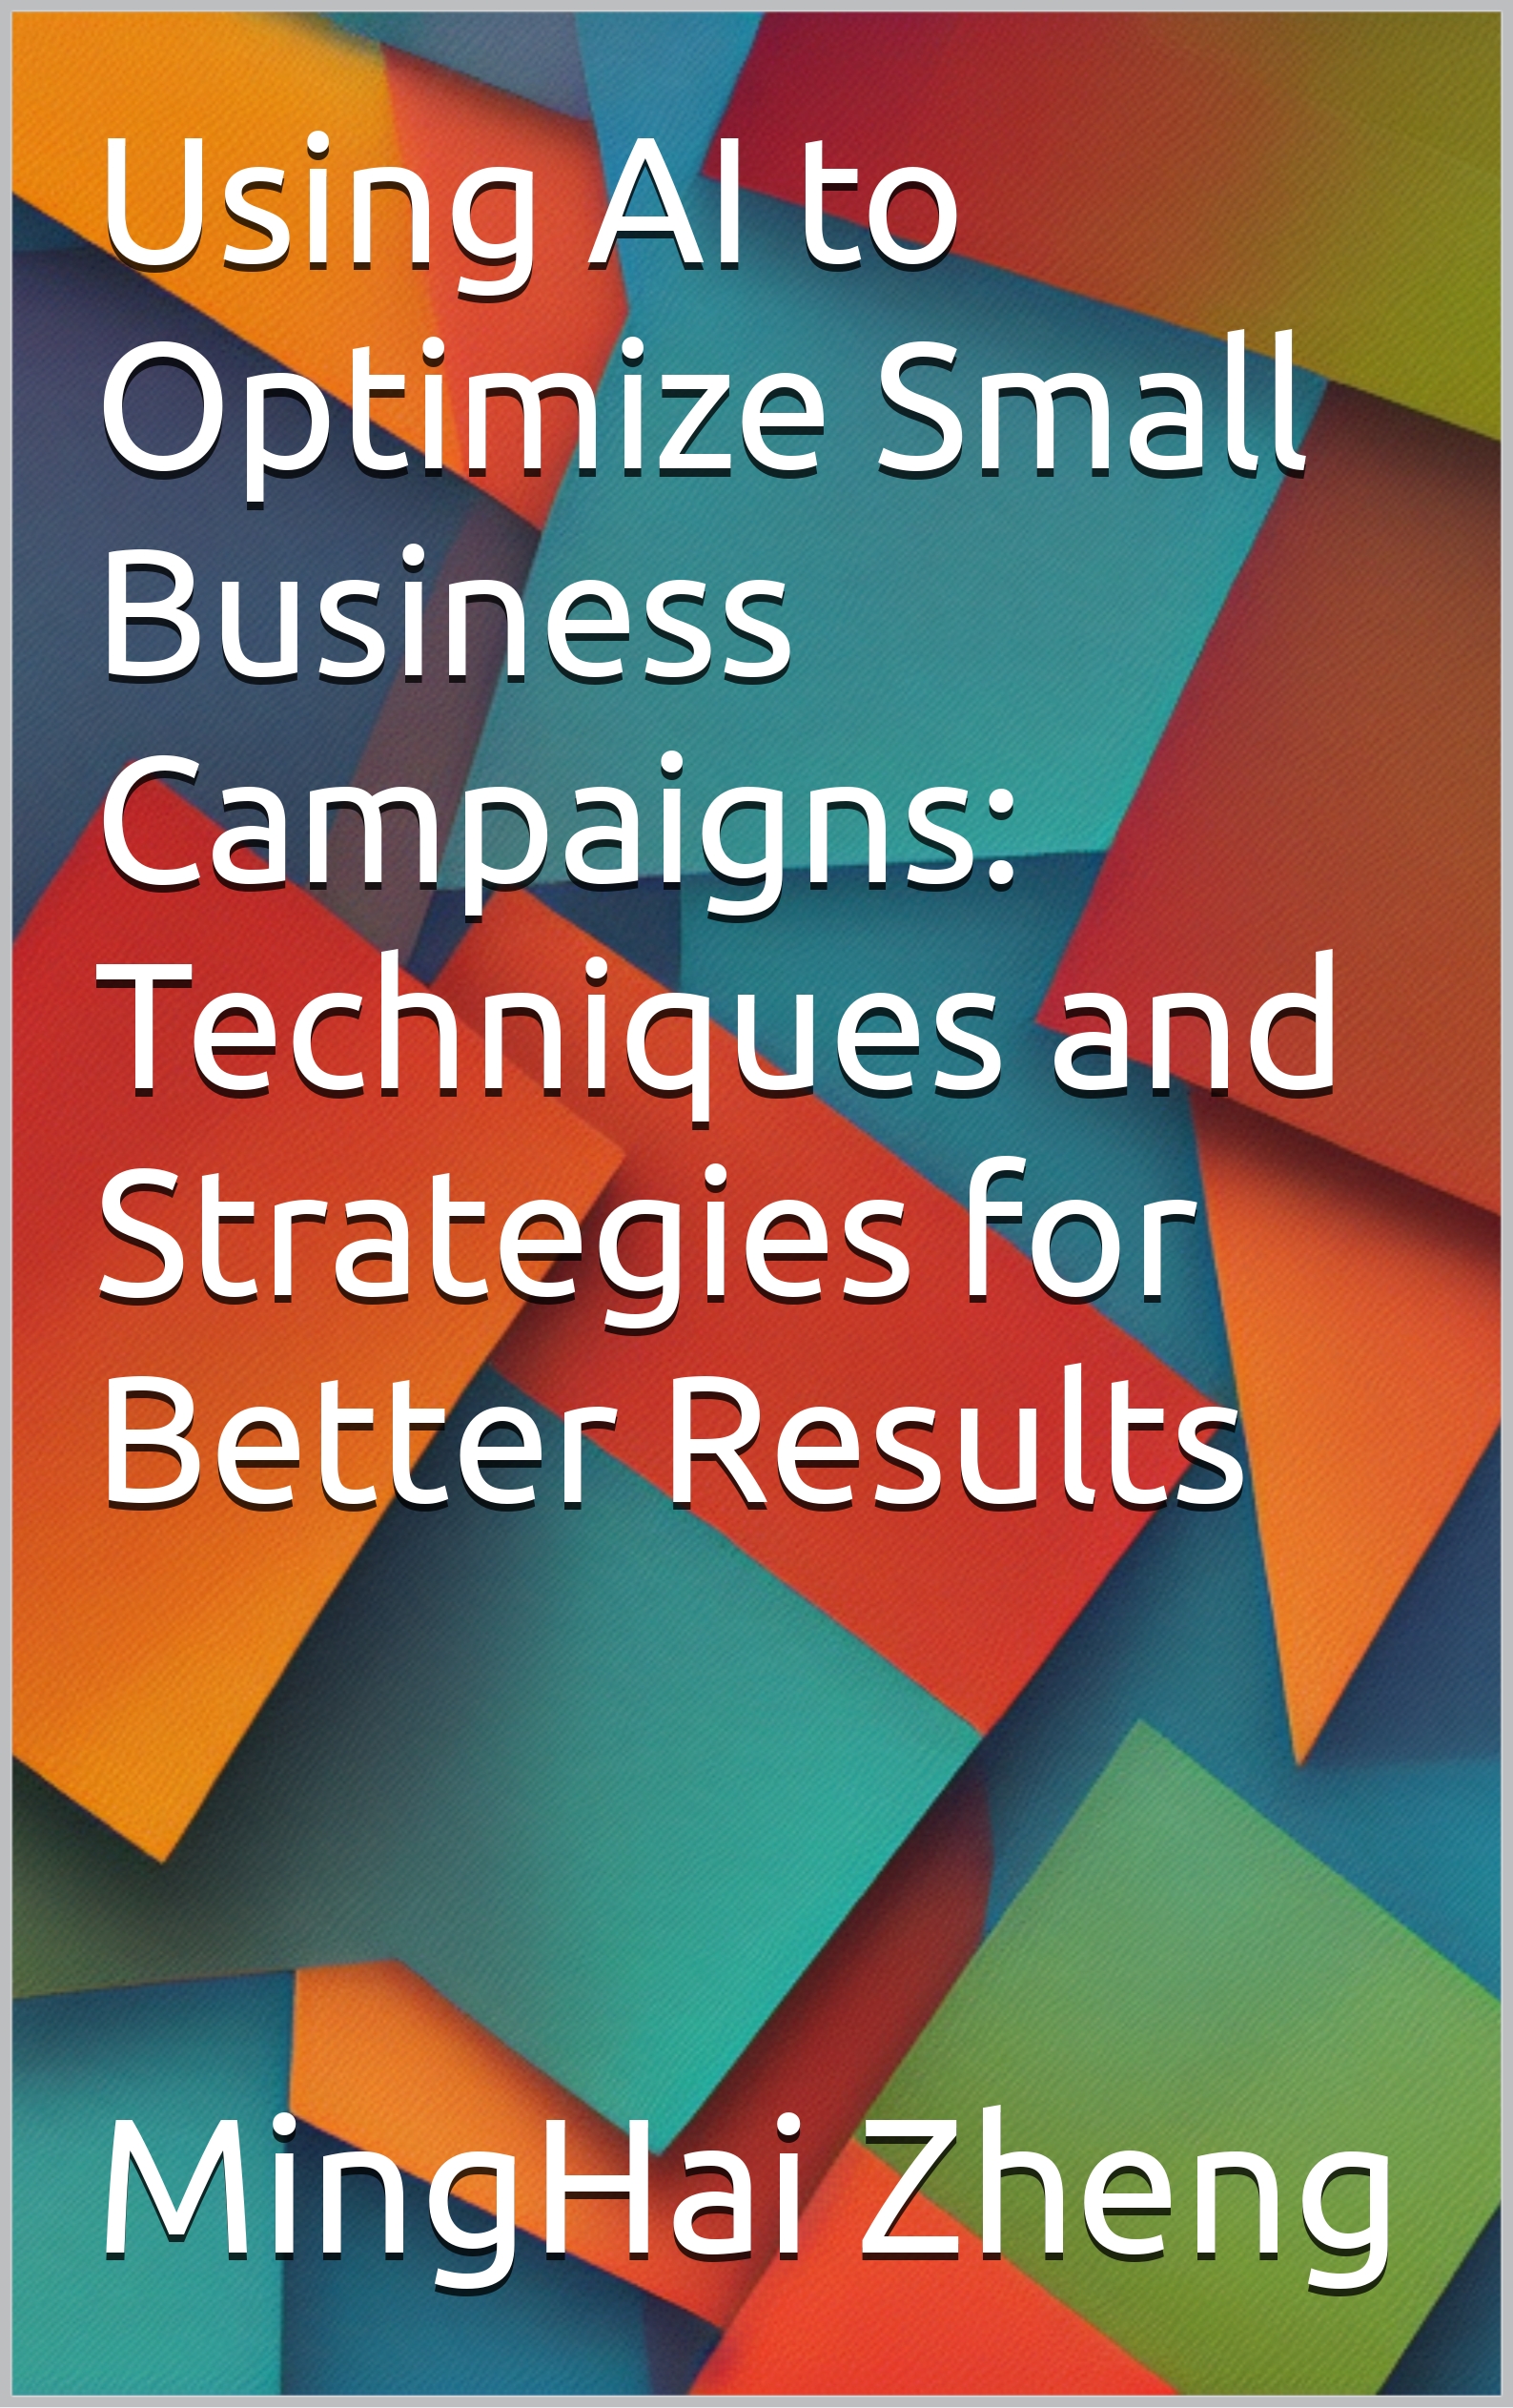 Using AI to
Optimize Small
Business
Campaigns:
Techniques and
Strategies for
Better Results
MingHai Zheng